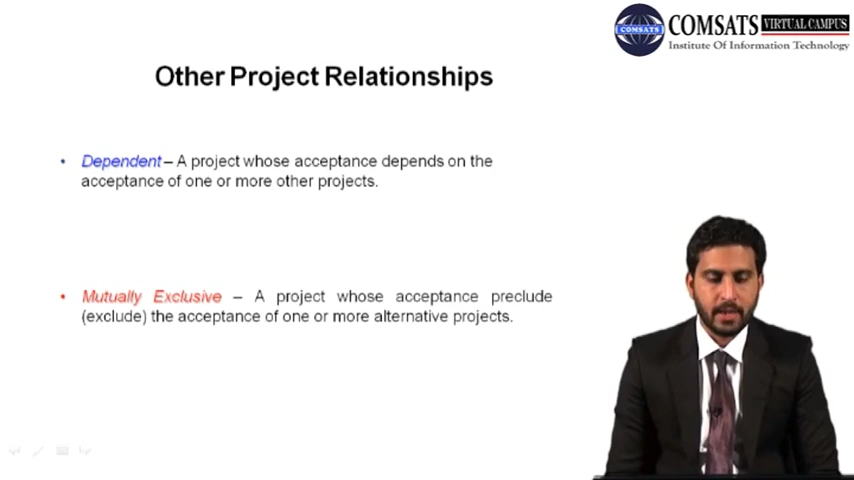 COMSATS VIRTUAL CAMPUS
COMSATS
Institute Of Information Technology
Other Project Relationships
• Dependent – A project whose acceptance depends on the
acceptance of one or more other projects.
• Mutually Exclusive – A project whose acceptance preclude
(exclude) the acceptance of one or more alternative projects.